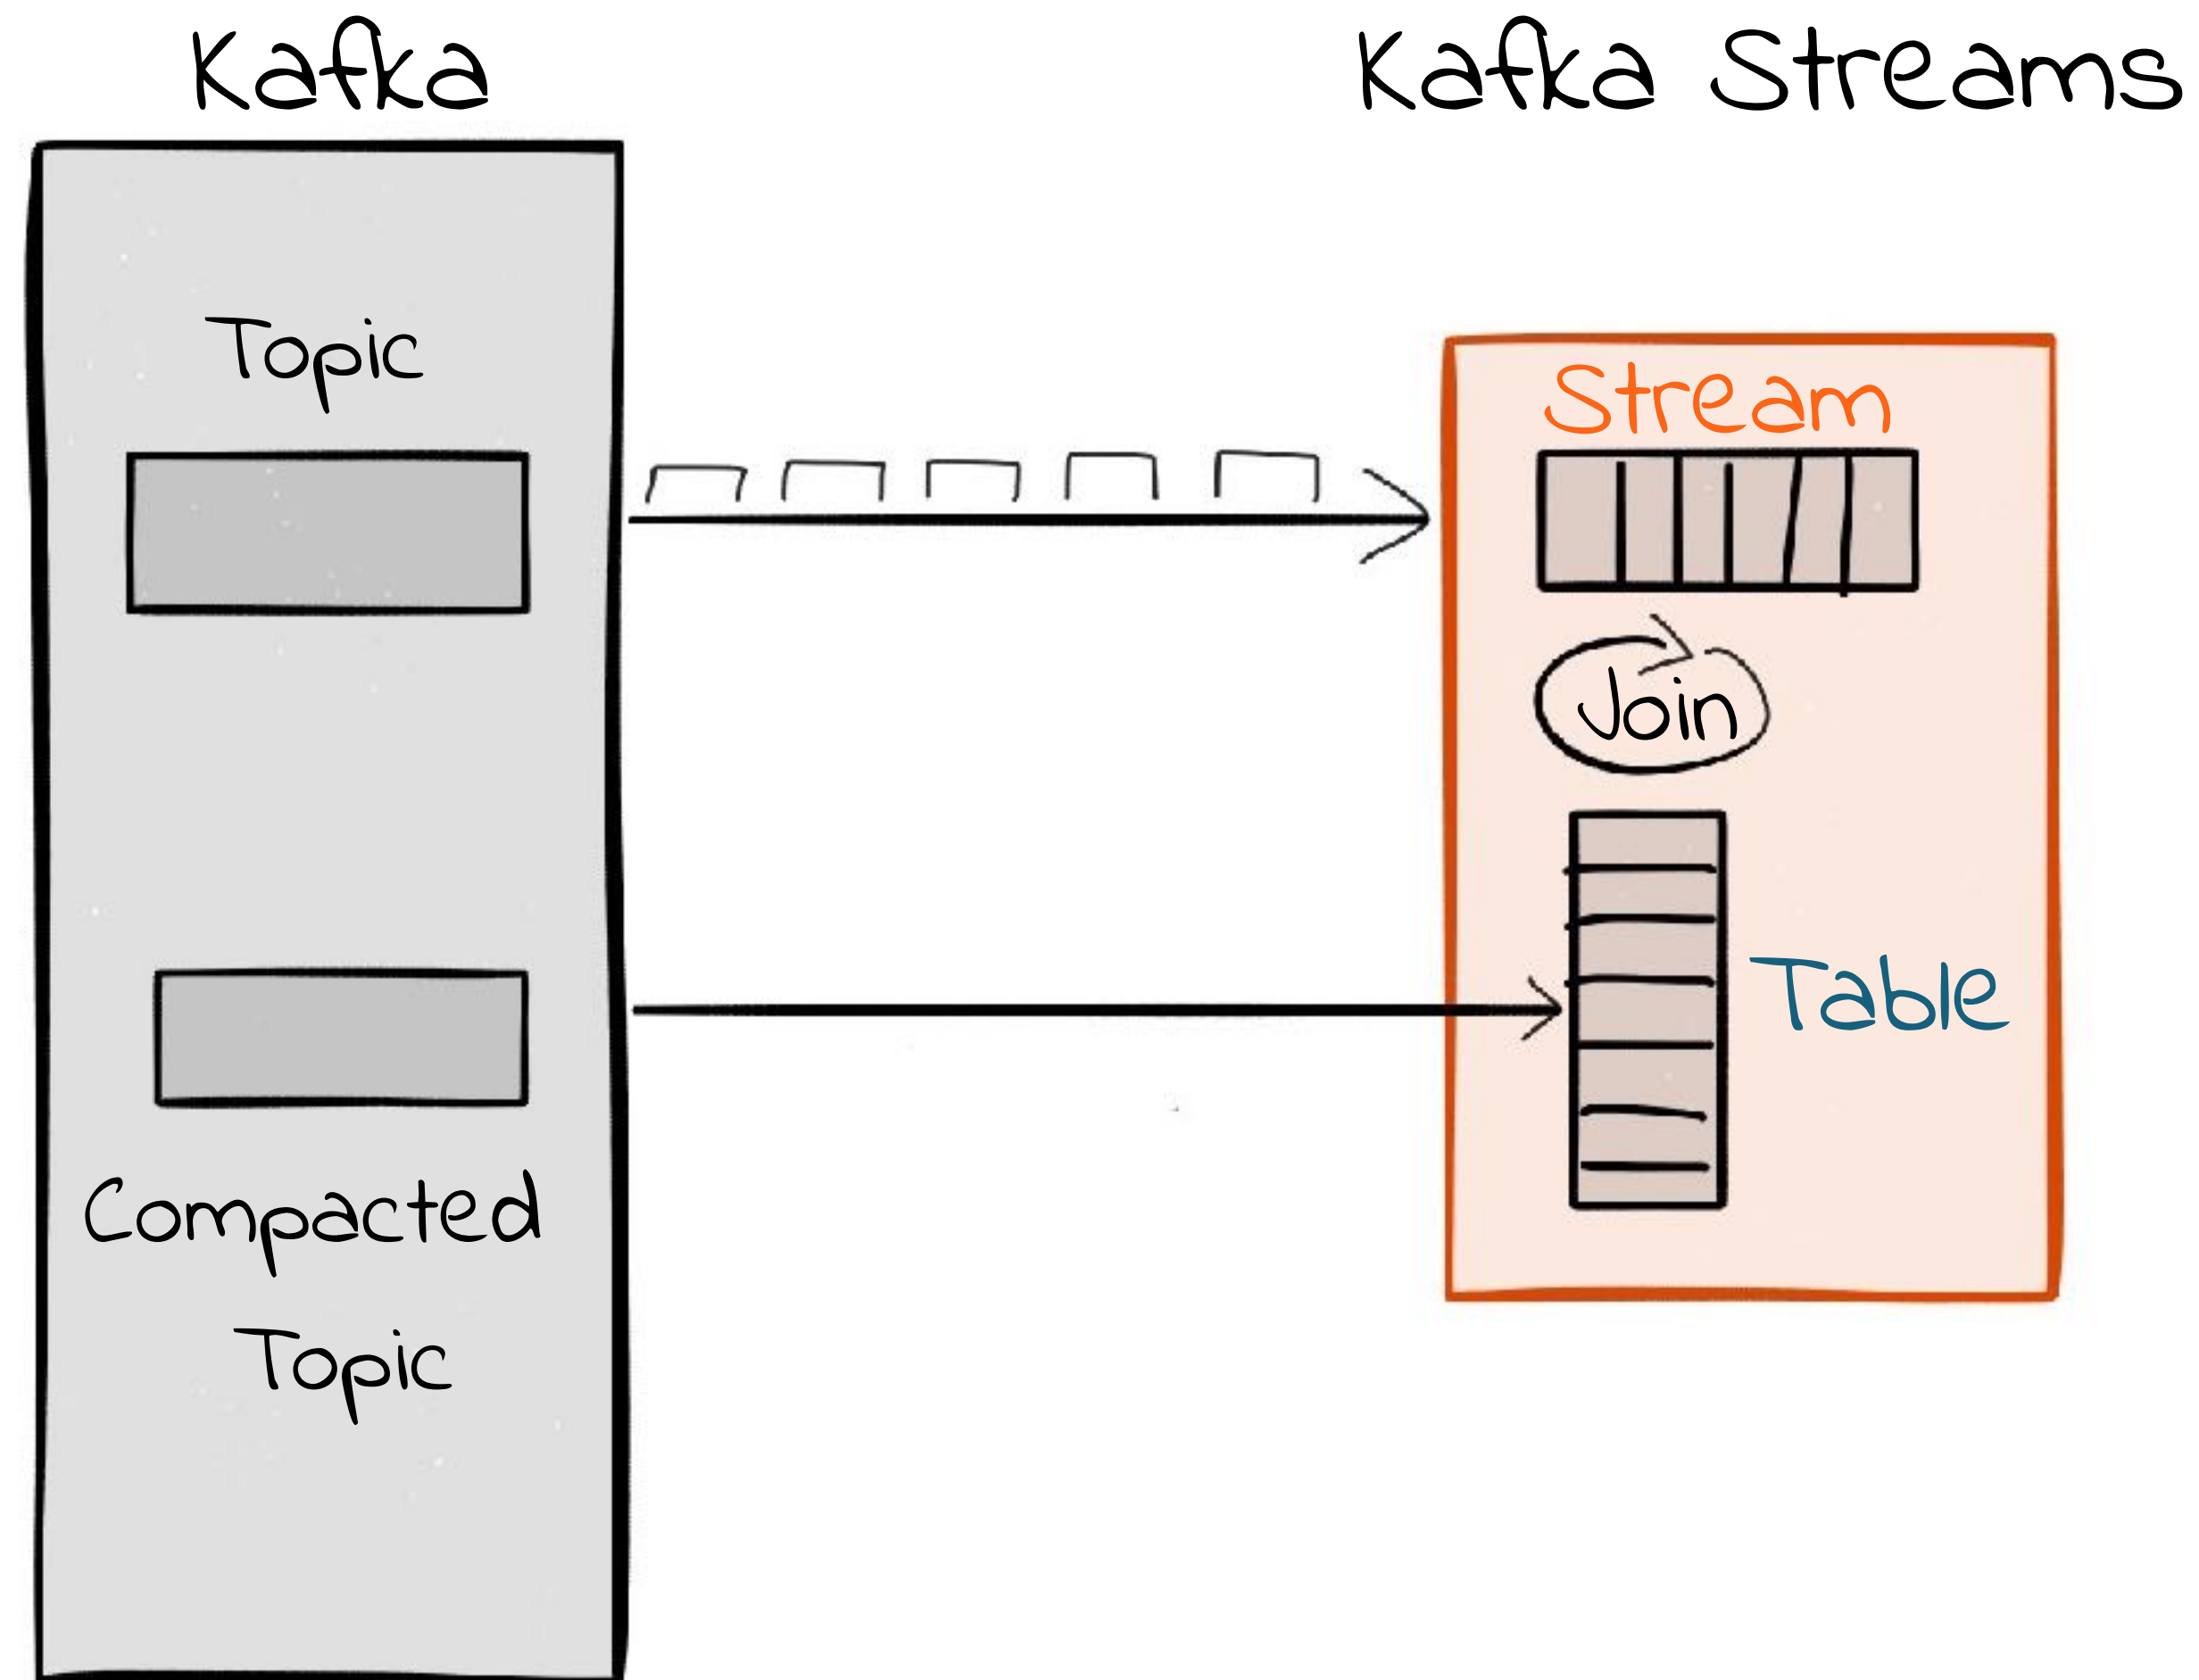 Kafka
Kafka Streams
Topic
Stream
Join
Table
Compacted
Topic